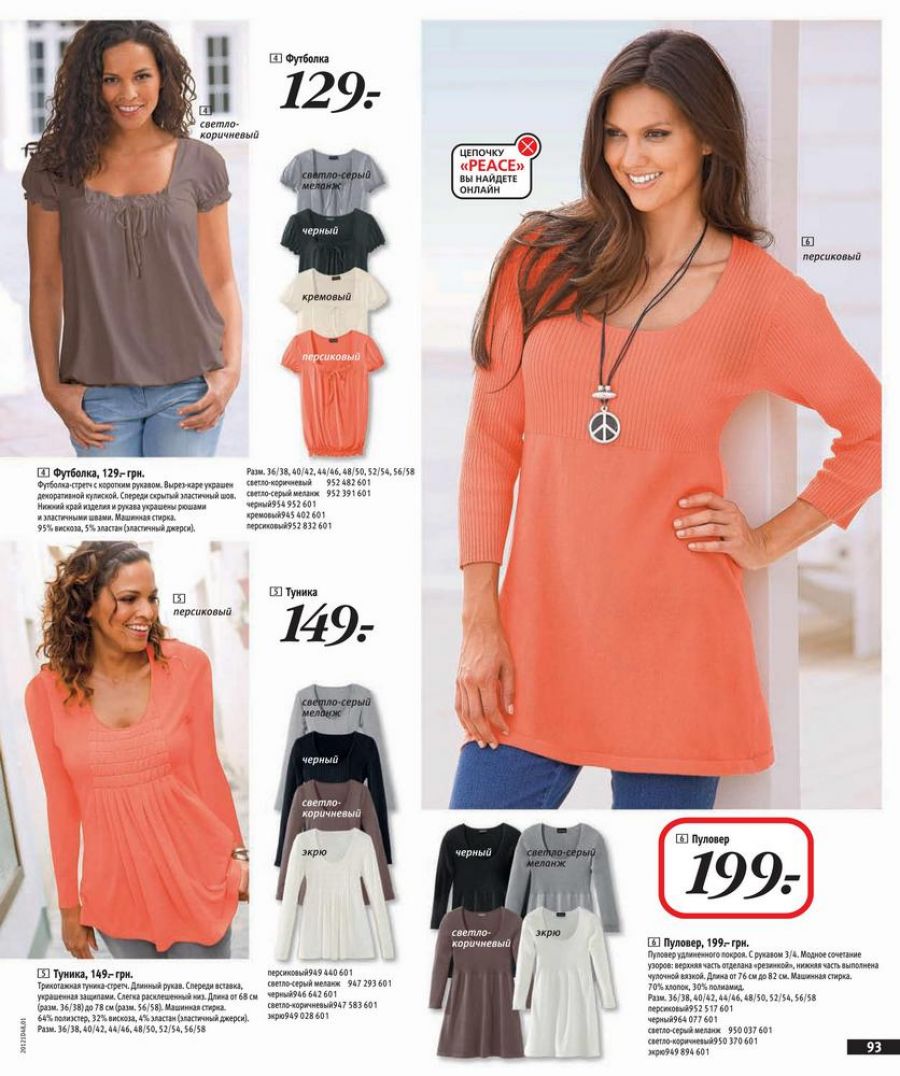 4 Футболка
129.-
4
светло-
коричневый
светло-серый
меланж
черный
кремовый
персиковый
4 Футболка, 129.– грн.
Футболка-стретч с коротким рукавом. Вырез-каре украшен
декоративной кулиской. Спереди скрытый эластичный шов.
Нижний край изделия и рукава украшены рюшами
и эластичными швами. Машинная стирка.
95% вискоза, 5% эластан (эластичный джерси).
Разм. 36/38, 40/42, 44/46, 48/50, 52/54, 56/58
светло-коричневый 952 482 601
светло-серый меланж 952 391 601
черный954 952 601
кремовый945 402 601
персиковый952 832 601
ЦЕПОЧКУ
«PEACE»
ВЫ НАЙДЕТЕ
ОНЛАЙН
6
персиковый
5
персиковый
5 Туника
149.-
светло-серый
меланж
черный
светло-
коричневый
экрю
5 Туника, 149.– грн.
Трикотажная туника-стретч. Длинный рукав. Спереди вставка,
украшенная защипами. Слегка расклешенный низ. Длина от 68 см
(разм. 36/38) до 78 см (разм. 56/58). Машинная стирка.
64% полиэстер, 32% вискоза, 4% эластан (эластичный джерси).
Разм. 36/38, 40/42, 44/46, 48/50, 52/54, 56/58
персиковый949 440 601
светло-серый меланж 947 293 601
черный946 642 601
светло-коричневый947 583 601
экрю949 028 601
черный
светло-серый
меланж
светло-
коричневый
экрю
6 Пуловер
199.-
6 Пуловер, 199.– грн.
Пуловер удлиненного покроя. С рукавом 3/4. Модное сочетание
узоров: верхняя часть отделана «резинкой», нижняя часть выполнена
чулочной вязкой. Длина от 76 см до 82 см. Машинная стирка.
70% хлопок, 30% полиамид.
Разм. 36/38, 40/42, 44/46, 48/50, 52/54, 56/58
персиковый952 517 601
черный964 077 601
светло-серый меланж 950 037 601
светло-коричневый950 370 601
экрю949 894 601
93